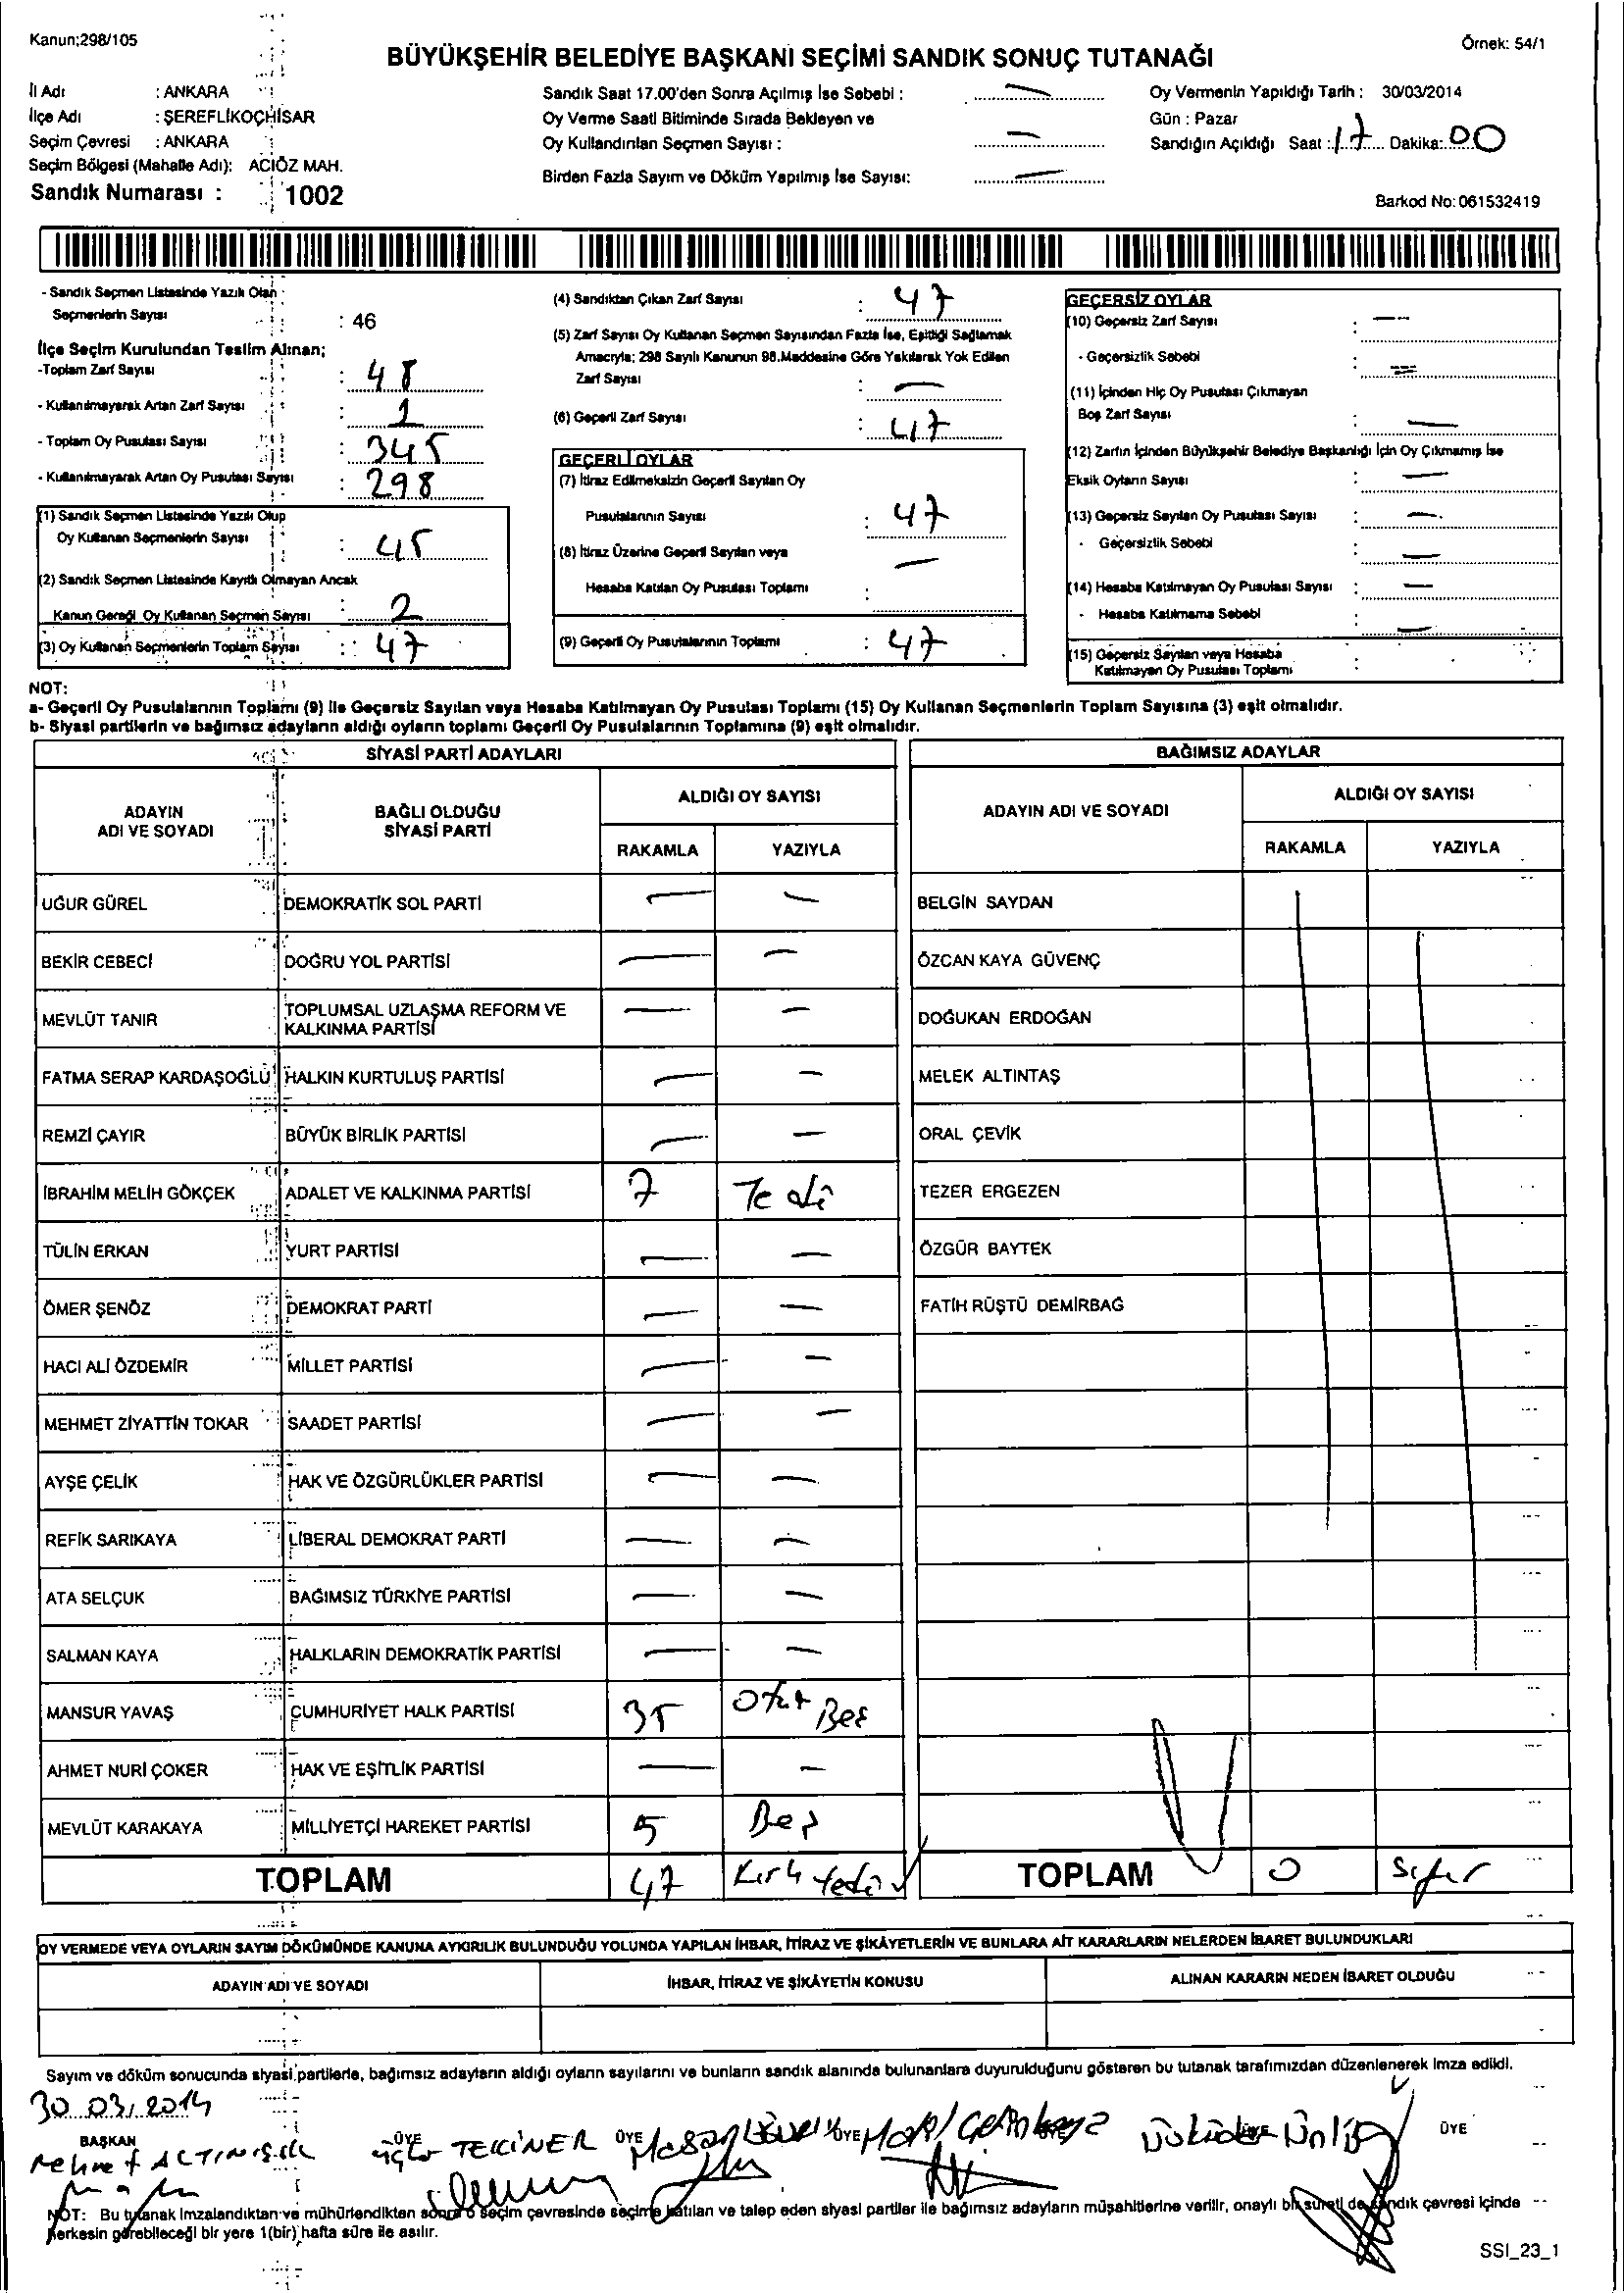 Kanun;298/105
Örnek: 54/1
BÜYÜKŞEHİR BELEDİYE BAŞKANI SEÇİMİ SANDIK SONUÇ TUTANAĞI
İl Adı : ANKARA
İlçe Adı : ŞEREFLİKOÇHİSAR
Seçim Çevresi : ANKARA
Seçim Bölgesi (Mahalle Adı): ACIÖZ MAH.
Sandık Numarası : 1002
Sandık Saat 17.00'den Sonra Açılmış İse Sebebi : —
Oy Verme Saati Bitiminde Sırada Bekleyen ve
Oy Kullandırılan Seçmen Sayısı : —
Birden Fazla Sayım ve Döküm Yapılmış İse Sayısı: —
Oy Vermenin Yapıldığı Tarih : 30/03/2014
Gün : Pazar
Sandığın Açıldığı Saat : 17 Dakika: 00
Barkod No: 061532419
- Sandık Seçmen Listesinde Yazılı Olan
Seçmenlerin Sayısı : 46
İlçe Seçim Kurulundan Teslim Alınan;
-Toplam Zarf Sayısı : 48
- Kullanılmayarak Artan Zarf Sayısı : 1
- Toplam Oy Pusulası Sayısı : 345
- Kullanılmayarak Artan Oy Pusulası Sayısı : 298
(1) Sandık Seçmen Listesinde Yazılı Olup
Oy Kullanan Seçmenlerin Sayısı : 45
(2) Sandık Seçmen Listesinde Kayıtlı Olmayan Ancak
Kanun Gereği Oy Kullanan Seçmen Sayısı : 2
(3) Oy Kullanan Seçmenlerin Toplam Sayısı : 47
(4) Sandıktan Çıkan Zarf Sayısı : 47
(5) Zarf Sayısı Oy Kullanan Seçmen Sayısından Fazla İse, Eşitliği Sağlamak
Amacıyla; 298 Sayılı Kanunun 98.Maddesine Göre Yakılarak Yok Edilen
Zarf Sayısı : —
(6) Geçerli Zarf Sayısı : 47
GEÇERLİ OYLAR
(7) İtiraz Edilmeksizin Geçerli Sayılan Oy
Pusulalarının Sayısı : 47
(8) İtiraz Üzerine Geçerli Sayılan veya
Hesaba Katılan Oy Pusulası Toplamı : —
(9) Geçerli Oy Pusulalarının Toplamı : 47
GEÇERSİZ OYLAR
(10) Geçersiz Zarf Sayısı : —
- Geçersizlik Sebebi : —
(11) İçinden Hiç Oy Pusulası Çıkmayan
Boş Zarf Sayısı : —
(12) Zarfın İçinden Büyükşehir Belediye Başkanlığı İçin Oy Çıkmamış İse
Eksik Oyların Sayısı : —
(13) Geçersiz Sayılan Oy Pusulası Sayısı : —
- Geçersizlik Sebebi : —
(14) Hesaba Katılmayan Oy Pusulası Sayısı : —
- Hesaba Katılmama Sebebi : —
(15) Geçersiz Sayılan veya Hesaba
Katılmayan Oy Pusulası Toplamı :
NOT:
a- Geçerli Oy Pusulalarının Toplamı (9) ile Geçersiz Sayılan veya Hesaba Katılmayan Oy Pusulası Toplamı (15) Oy Kullanan Seçmenlerin Toplam Sayısına (3) eşit olmalıdır.
b- Siyasi partilerin ve bağımsız adayların aldığı oyların toplamı Geçerli Oy Pusulalarının Toplamına (9) eşit olmalıdır.
SİYASİ PARTİ ADAYLARI
ADAYIN ADI VE SOYADI BAĞLI OLDUĞU SİYASİ PARTİ ALDIĞI OY SAYISI
RAKAMLA YAZIYLA
UĞUR GÜREL DEMOKRATİK SOL PARTİ — —
BEKİR CEBECİ DOĞRU YOL PARTİSİ — —
MEVLÜT TANIR TOPLUMSAL UZLAŞMA REFORM VE KALKINMA PARTİSİ — —
FATMA SERAP KARDAŞOĞLU HALKIN KURTULUŞ PARTİSİ — —
REMZİ ÇAYIR BÜYÜK BİRLİK PARTİSİ — —
İBRAHİM MELİH GÖKÇEK ADALET VE KALKINMA PARTİSİ 7 Yedi
TÜLİN ERKAN YURT PARTİSİ — —
ÖMER ŞENÖZ DEMOKRAT PARTİ — —
HACI ALİ ÖZDEMİR MİLLET PARTİSİ — —
MEHMET ZİYATTİN TOKAR SAADET PARTİSİ — —
AYŞE ÇELİK HAK VE ÖZGÜRLÜKLER PARTİSİ — —
REFİK SARIKAYA LİBERAL DEMOKRAT PARTİ — —
ATA SELÇUK BAĞIMSIZ TÜRKİYE PARTİSİ — —
SALMAN KAYA HALKLARIN DEMOKRATİK PARTİSİ — —
MANSUR YAVAŞ CUMHURİYET HALK PARTİSİ 35 Otuz Beş
AHMET NURİ ÇOKER HAK VE EŞİTLİK PARTİSİ — —
MEVLÜT KARAKAYA MİLLİYETÇİ HAREKET PARTİSİ 5 Beş
TOPLAM 47 Kırk Yedi
BAĞIMSIZ ADAYLAR
ADAYIN ADI VE SOYADI ALDIĞI OY SAYISI
RAKAMLA YAZIYLA
BELGİN SAYDAN
ÖZCAN KAYA GÜVENÇ
DOĞUKAN ERDOĞAN
MELEK ALTINTAŞ
ORAL ÇEVİK
TEZER ERGEZEN
ÖZGÜR BAYTEK
FATİH RÜŞTÜ DEMİRBAĞ
TOPLAM 0 Sıfır
OY VERMEDE VEYA OYLARIN SAYIM DÖKÜMÜNDE KANUNA AYKIRILIK BULUNDUĞU YOLUNDA YAPILAN İHBAR, İTİRAZ VE ŞİKÂYETLERİN VE BUNLARA AİT KARARLARIN NELERDEN İBARET BULUNDUKLARI
ADAYIN ADI VE SOYADI İHBAR, İTİRAZ VE ŞİKÂYETİN KONUSU ALINAN KARARIN NEDEN İBARET OLDUĞU
Sayım ve döküm sonucunda siyasi partilerle, bağımsız adayların aldığı oyların sayılarını ve bunların sandık alanında bulunanlara duyurulduğunu gösteren bu tutanak tarafımızdan düzenlenerek imza edildi.
30.03.2014
BAŞKAN ÜYE ÜYE ÜYE ÜYE ÜYE
TEKİNER
NOT: Bu tutanak imzalandıktan ve mühürlendikten sonra o seçim çevresinde seçime katılan ve talep eden siyasi partiler ile bağımsız adayların müşahitlerine verilir, onaylı bir sureti de sandık çevresi içinde
herkesin görebileceği bir yere 1(bir) hafta süre ile asılır.
SSI_23_1